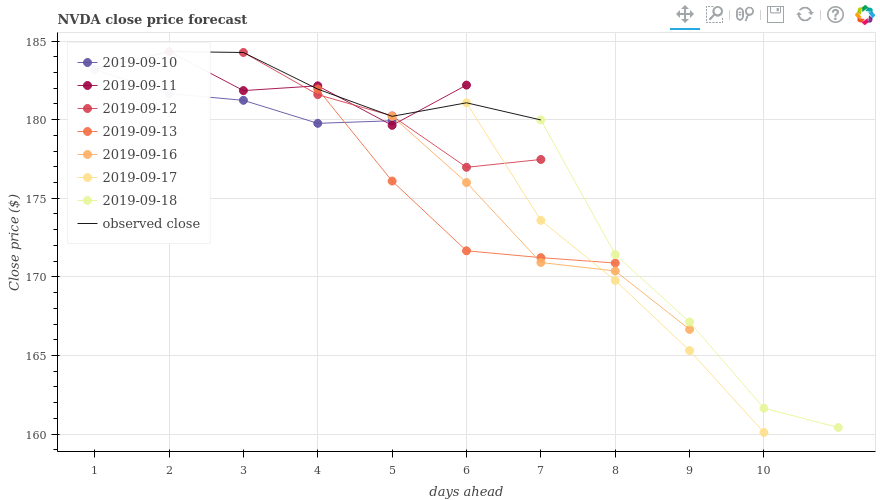 NVDA close price forecast
185
180
175
170
165
160
Close price ($)
2019-09-10
2019-09-11
2019-09-12
2019-09-13
2019-09-16
2019-09-17
2019-09-18
observed close
1 2 3 4 5 6 7 8 9 10
days ahead